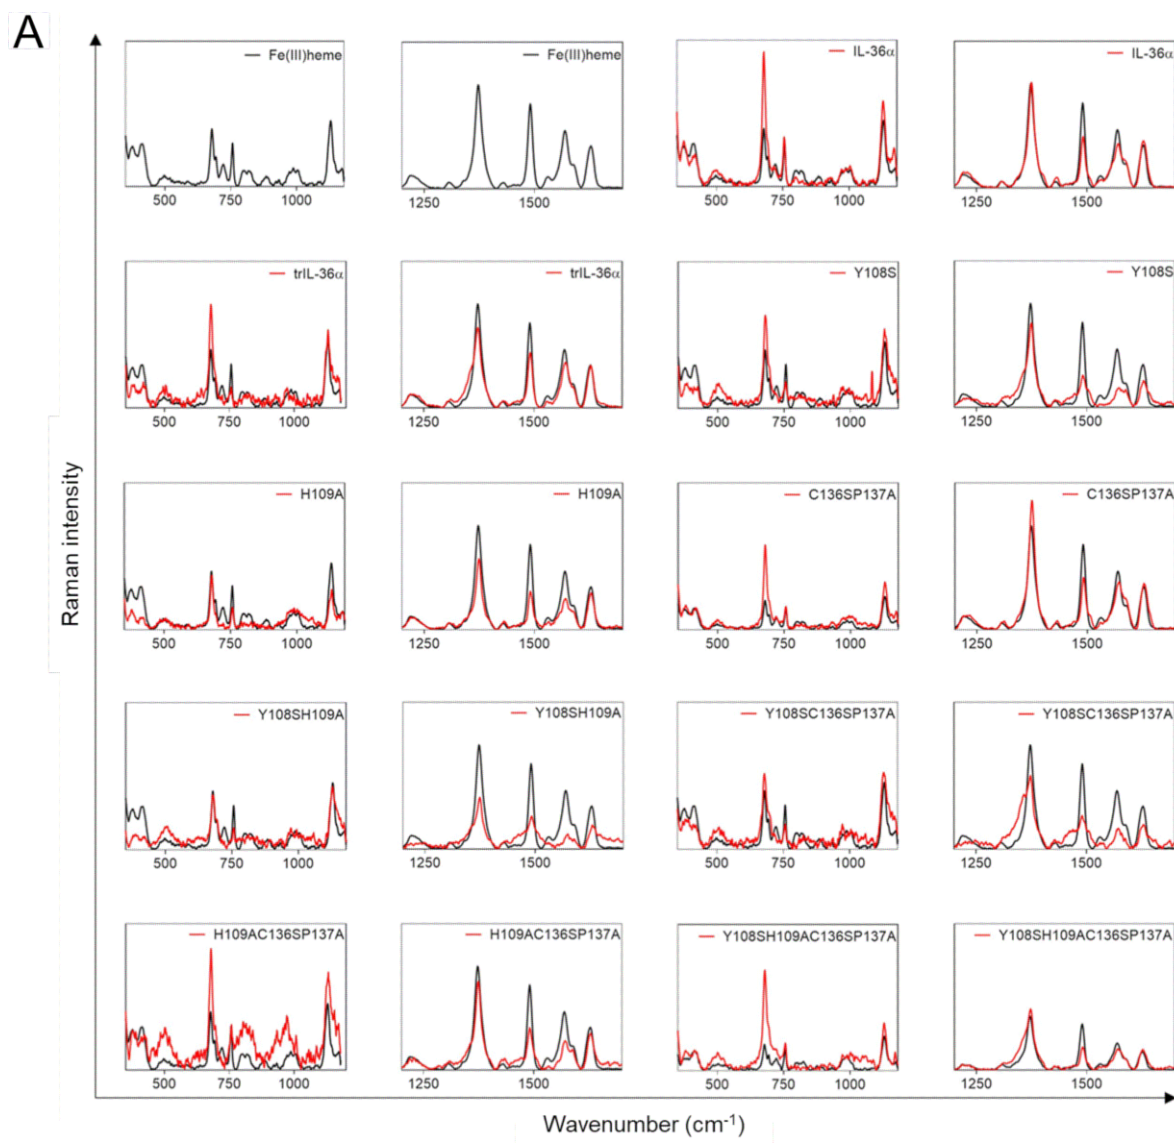 A
Raman intensity
Fe(III)heme
Fe(III)heme
IL-36α
IL-36α
500 750 1000
1250 1500
500 750 1000
1250 1500
trIL-36α
trIL-36α
Y108S
Y108S
500 750 1000
1250 1500
500 750 1000
1250 1500
H109A
H109A
C136SP137A
C136SP137A
500 750 1000
1250 1500
500 750 1000
1250 1500
Y108SH109A
Y108SH109A
Y108SC136SP137A
Y108SC136SP137A
500 750 1000
1250 1500
500 750 1000
1250 1500
H109AC136SP137A
H109AC136SP137A
Y108SH109AC136SP137A
Y108SH109AC136SP137A
500 750 1000
1250 1500
500 750 1000
1250 1500
Wavenumber (cm⁻¹)